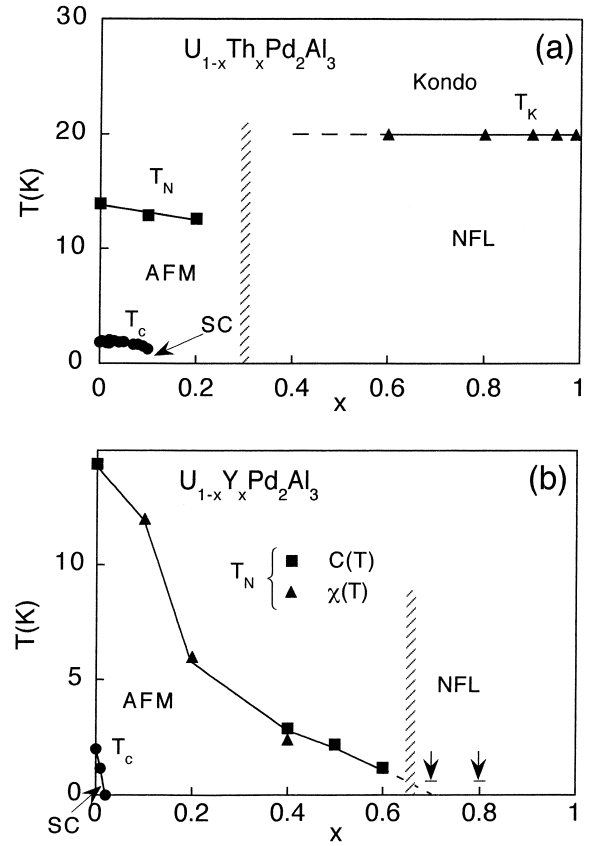 30
U1-xThxPd2Al3
(a)
Kondo
TK
20
T(K)
TN
10
NFL
AFM
Tc
SC
0
0
0.2
0.4
0.6
0.8
1
x
U1-xYxPd2Al3
(b)
10
TN
C(T)
χ(T)
T(K)
5
NFL
AFM
Tc
0
SC
0
0.2
0.4
0.6
0.8
1
x